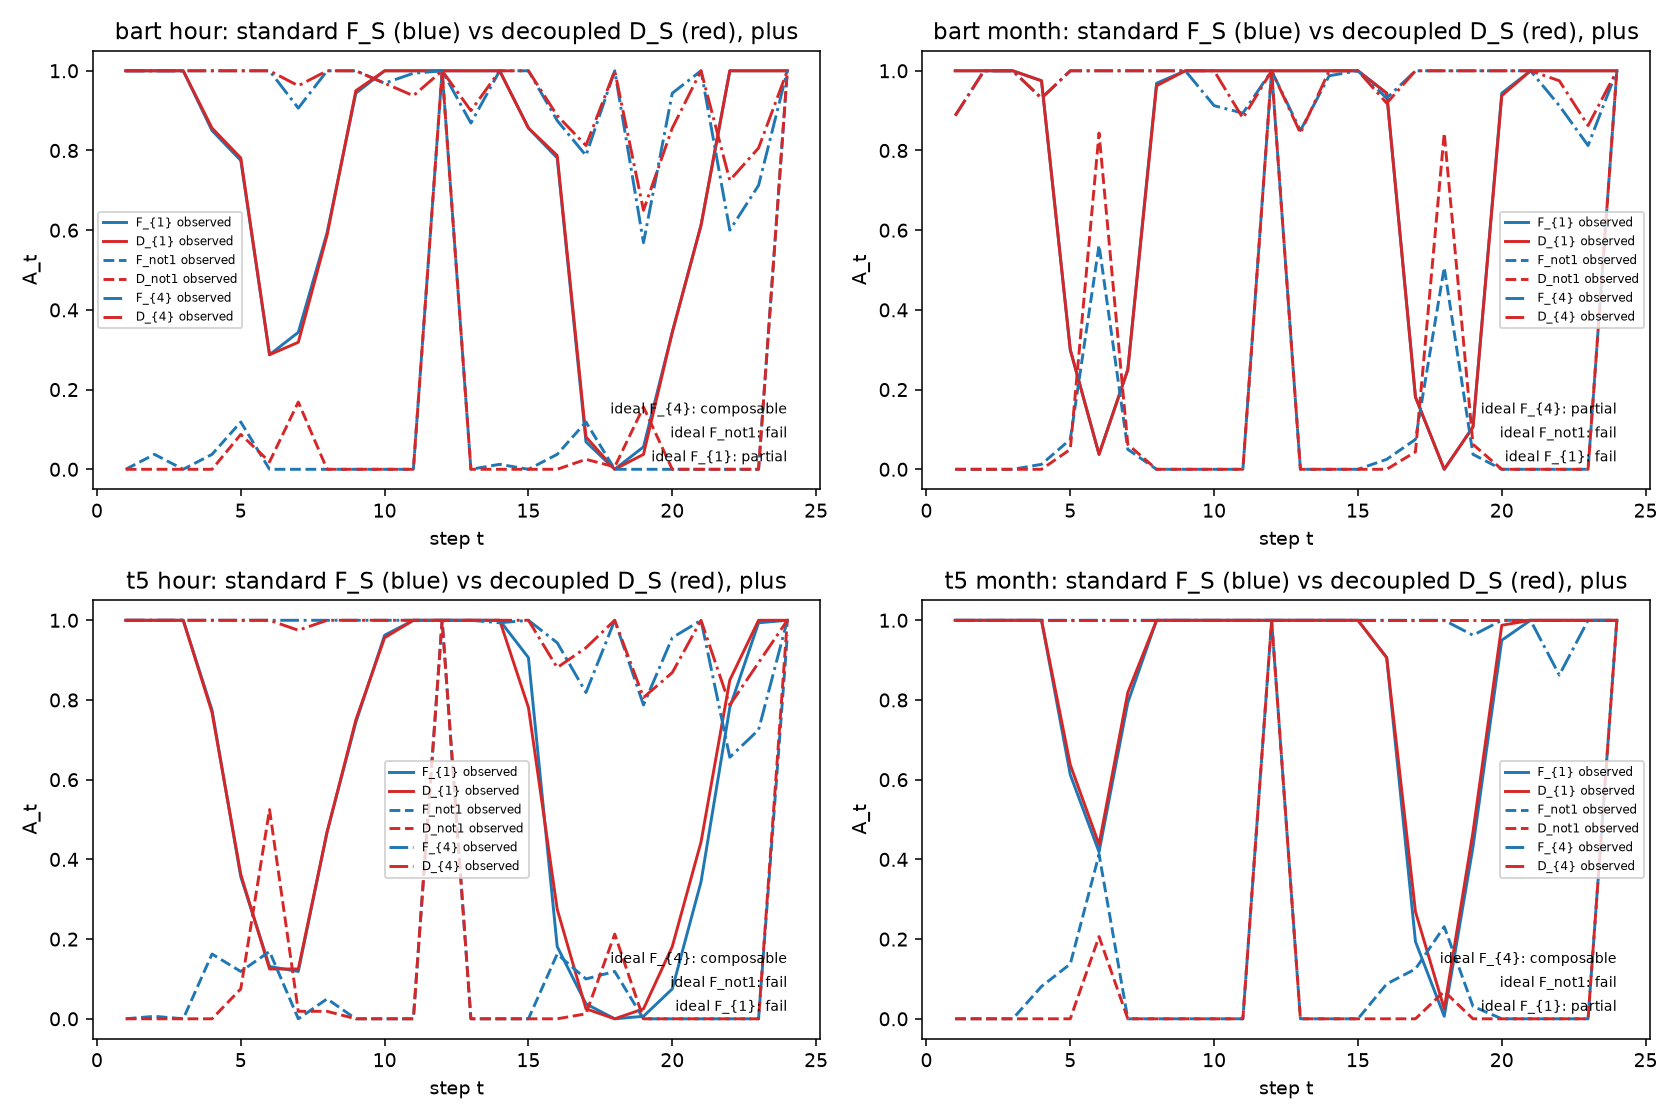 bart hour: standard F_S (blue) vs decoupled D_S (red), plus
1.0
0.8
0.6
0.4
0.2
0.0
A_t
F_{1} observed
D_{1} observed
F_not1 observed
D_not1 observed
F_{4} observed
D_{4} observed
ideal F_{4}: composable
ideal F_not1: fail
ideal F_{1}: partial
0 5 10 15 20 25
step t
bart month: standard F_S (blue) vs decoupled D_S (red), plus
1.0
0.8
0.6
0.4
0.2
0.0
A_t
F_{1} observed
D_{1} observed
F_not1 observed
D_not1 observed
F_{4} observed
D_{4} observed
ideal F_{4}: partial
ideal F_not1: fail
ideal F_{1}: fail
0 5 10 15 20 25
step t
t5 hour: standard F_S (blue) vs decoupled D_S (red), plus
1.0
0.8
0.6
0.4
0.2
0.0
A_t
F_{1} observed
D_{1} observed
F_not1 observed
D_not1 observed
F_{4} observed
D_{4} observed
ideal F_{4}: composable
ideal F_not1: fail
ideal F_{1}: fail
0 5 10 15 20 25
step t
t5 month: standard F_S (blue) vs decoupled D_S (red), plus
1.0
0.8
0.6
0.4
0.2
0.0
A_t
F_{1} observed
D_{1} observed
F_not1 observed
D_not1 observed
F_{4} observed
D_{4} observed
ideal F_{4}: composable
ideal F_not1: fail
ideal F_{1}: partial
0 5 10 15 20 25
step t